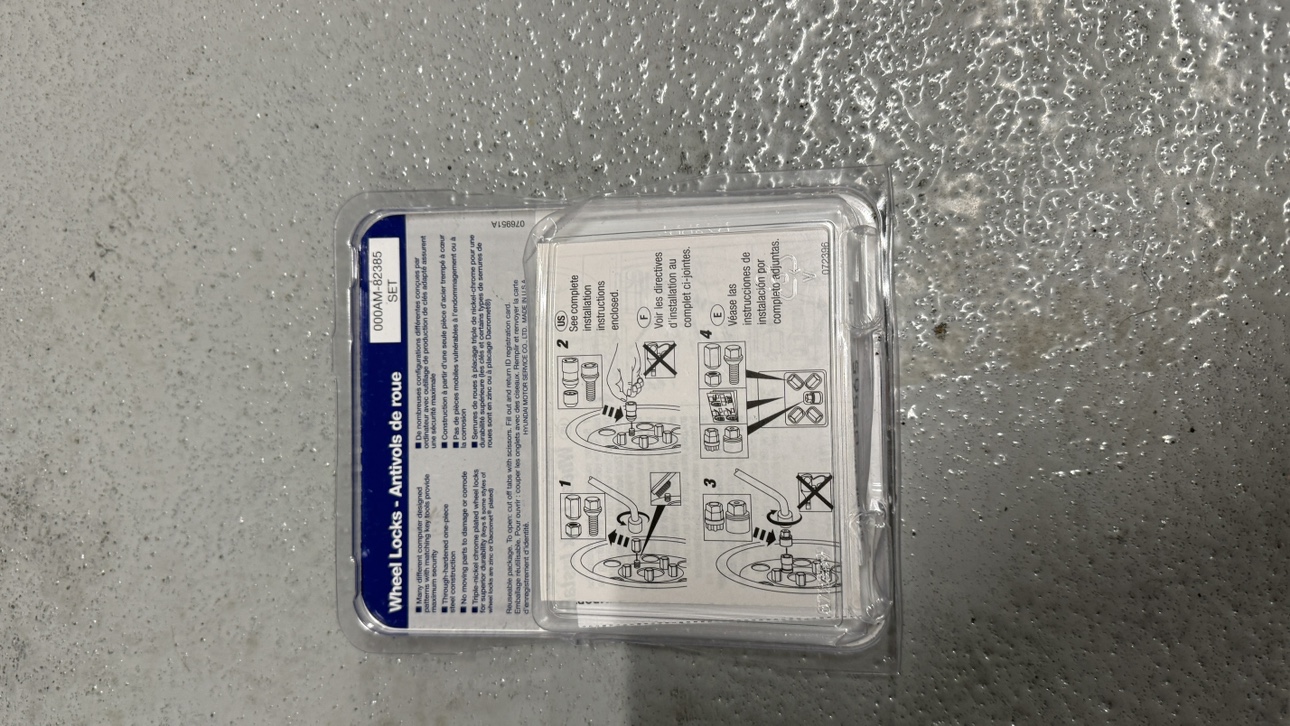 000AM-82385
SET
Wheel Locks - Antivols de roue
■ Many different computer designed
patterns with matching key tools provide
maximum security
■ Through-hardened one-piece
steel construction
■ No moving parts to damage or corrode
■ Triple-nickel chrome plated wheel locks
for superior durability (keys & some styles of
wheel locks are zinc or Dacromet® plated)
■ De nombreuses configurations différentes conçues par
ordinateur avec outillage de production de clés adapté assurent
une sécurité maximale
■ Construction à partir d'une seule pièce d'acier trempé à cœur
■ Pas de pièces mobiles vulnérables à l'endommagement ou à
la corrosion
■ Serrures de roues à placage triple de nickel-chrome pour une
durabilité supérieure (les clés et certains types de serrures de
roues sont en zinc ou à placage Dacromet®)
Reuseable package. To open: cut off tabs with scissors. Fill out and return ID registration card.
Emballage réutilisable. Pour ouvrir : couper les onglets avec des ciseaux. Remplir et renvoyer la carte
d'enregistrement d'identité.
HYUNDAI MOTOR SERVICE CO., LTD. MADE IN U.S.A.
076951A
1
2
US
See complete
installation
instructions
enclosed.
F
Voir les directives
d'installation au
complet ci-jointes.
3
4
E
Véase las
instrucciones de
instalación por
completo adjuntas.
072396